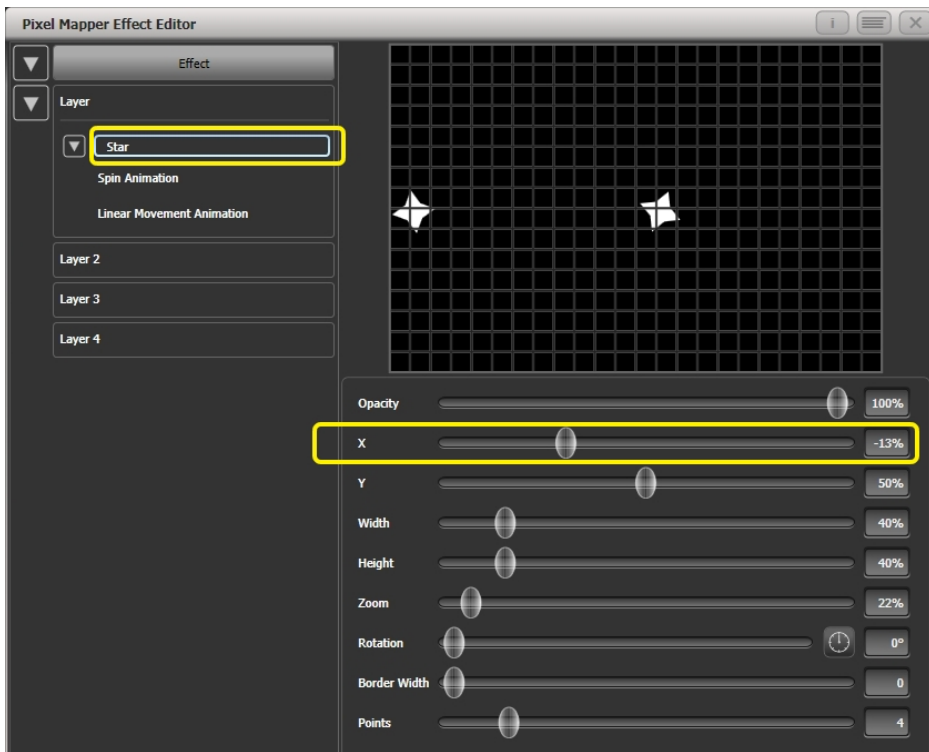 Pixel Mapper Effect Editor
i
Effect
Layer
Star
Spin Animation
Linear Movement Animation
Layer 2
Layer 3
Layer 4
Opacity 100%
X -13%
Y 50%
Width 40%
Height 40%
Zoom 22%
Rotation 0°
Border Width 0
Points 4